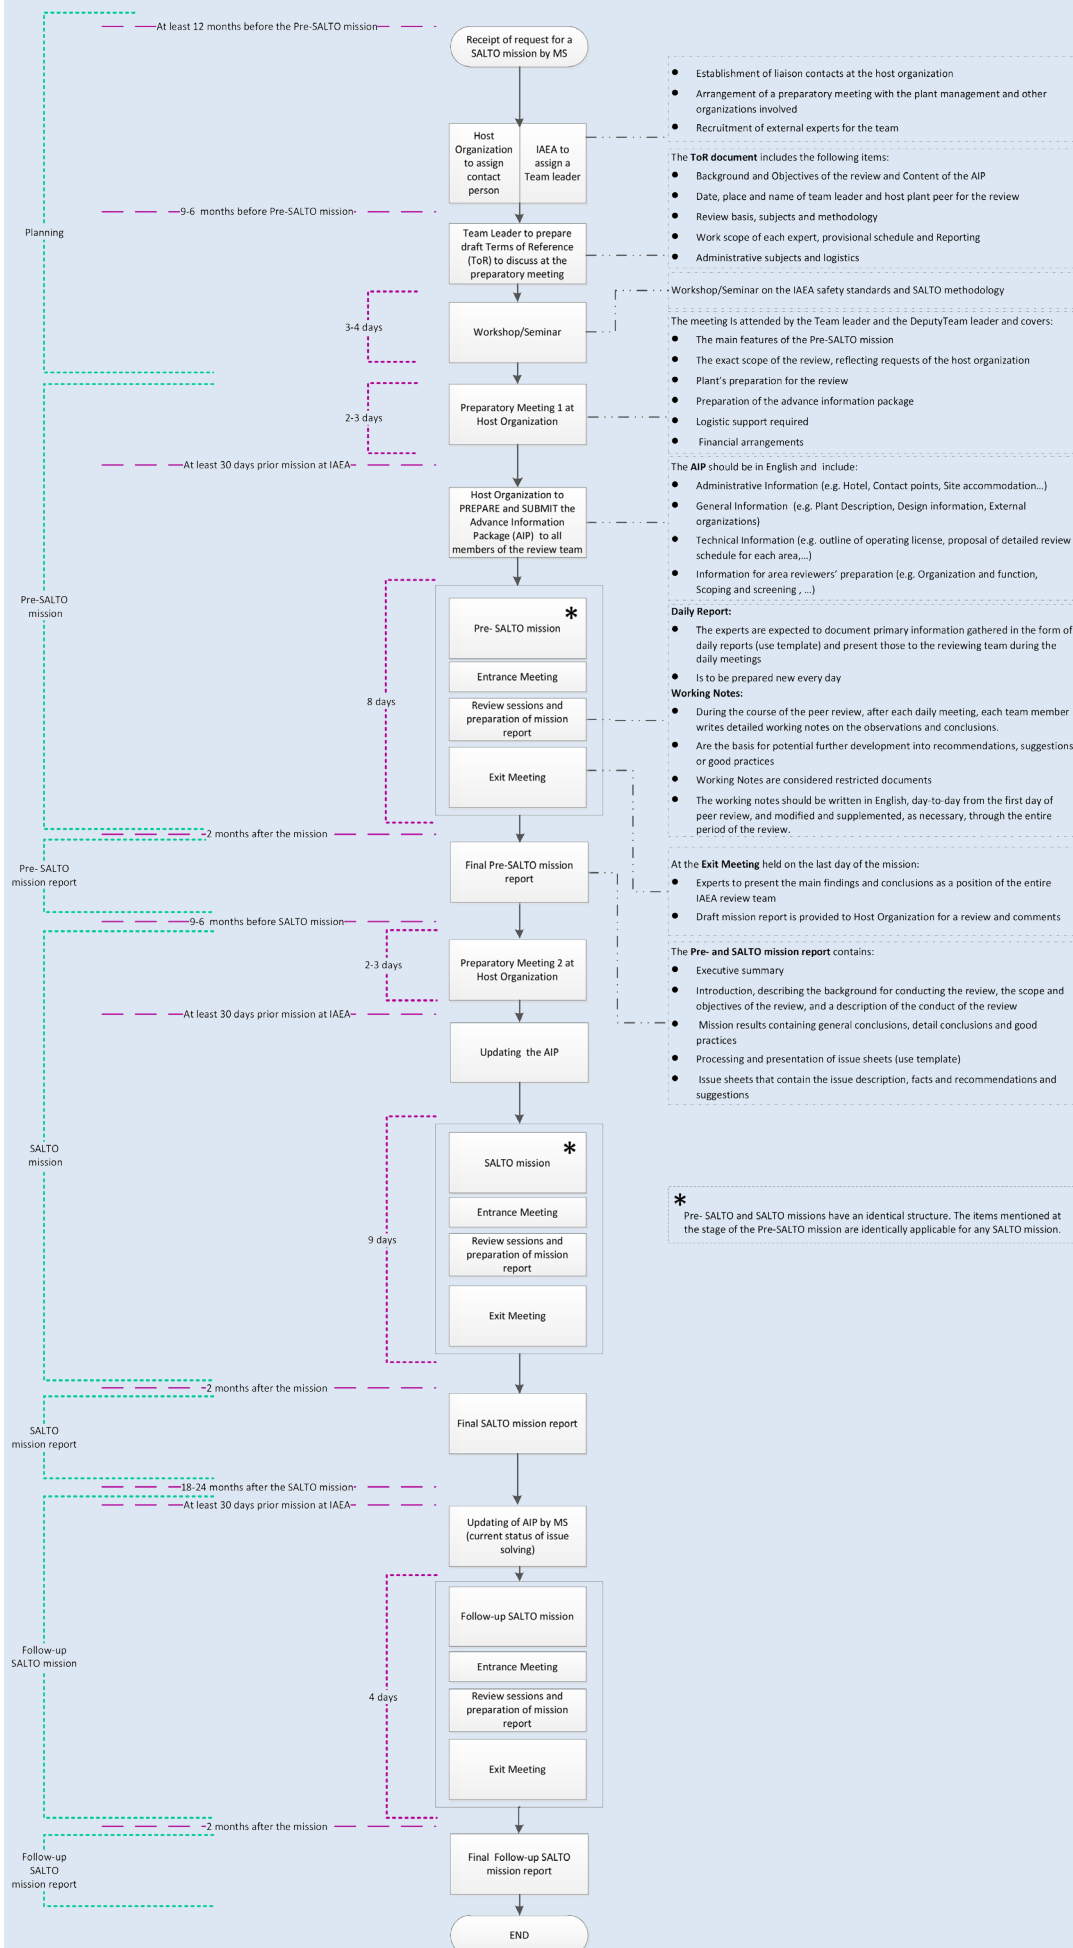 At least 12 months before the Pre-SALTO mission
Receipt of request for a
SALTO mission by MS
Host
Organization
to assign
contact
person
IAEA to
assign a
Team leader
● Establishment of liaison contacts at the host organization
● Arrangement of a preparatory meeting with the plant management and other
organizations involved
● Recruitment of external experts for the team
Planning
9-6 months before Pre-SALTO mission
Team Leader to prepare
draft Terms of Reference
(ToR) to discuss at the
preparatory meeting
The ToR document includes the following items:
● Background and Objectives of the review and Content of the AIP
● Date, place and name of team leader and host plant peer for the review
● Review basis, subjects and methodology
● Work scope of each expert, provisional schedule and Reporting
● Administrative subjects and logistics
3-4 days
Workshop/Seminar
Workshop/Seminar on the IAEA safety standards and SALTO methodology
2-3 days
Preparatory Meeting 1 at
Host Organization
The meeting Is attended by the Team leader and the DeputyTeam leader and covers:
● The main features of the Pre-SALTO mission
● The exact scope of the review, reflecting requests of the host organization
● Plant's preparation for the review
● Preparation of the advance information package
● Logistic support required
● Financial arrangements
At least 30 days prior mission at IAEA
Host Organization to
PREPARE and SUBMIT the
Advance Information
Package (AIP) to all
members of the review team
The AIP should be in English and include:
● Administrative Information (e.g. Hotel, Contact points, Site accommodation...)
● General Information (e.g. Plant Description, Design information, External
organizations)
● Technical Information (e.g. outline of operating license, proposal of detailed review
schedule for each area,...)
● Information for area reviewers' preparation (e.g. Organization and function,
Scoping and screening , ...)
Pre-SALTO
mission
8 days
Pre- SALTO mission
*
Entrance Meeting
Review sessions and
preparation of mission
report
Exit Meeting
Daily Report:
● The experts are expected to document primary information gathered in the form of
daily reports (use template) and present those to the reviewing team during the
daily meetings
● Is to be prepared new every day
Working Notes:
● During the course of the peer review, after each daily meeting, each team member
writes detailed working notes on the observations and conclusions.
● Are the basis for potential further development into recommendations, suggestions
or good practices
● Working Notes are considered restricted documents
● The working notes should be written in English, day-to-day from the first day of
peer review, and modified and supplemented, as necessary, through the entire
period of the review.
2 months after the mission
Pre- SALTO
mission report
Final Pre-SALTO mission
report
At the Exit Meeting held on the last day of the mission:
● Experts to present the main findings and conclusions as a position of the entire
IAEA review team
● Draft mission report is provided to Host Organization for a review and comments
9-6 months before SALTO mission
2-3 days
Preparatory Meeting 2 at
Host Organization
The Pre- and SALTO mission report contains:
● Executive summary
● Introduction, describing the background for conducting the review, the scope and
objectives of the review, and a description of the conduct of the review
● Mission results containing general conclusions, detail conclusions and good
practices
● Processing and presentation of issue sheets (use template)
● Issue sheets that contain the issue description, facts and recommendations and
suggestions
At least 30 days prior mission at IAEA
Updating the AIP
SALTO
mission
9 days
SALTO mission
*
Entrance Meeting
Review sessions and
preparation of mission
report
Exit Meeting
*
Pre- SALTO and SALTO missions have an identical structure. The items mentioned at
the stage of the Pre-SALTO mission are identically applicable for any SALTO mission.
2 months after the mission
SALTO
mission report
Final SALTO mission report
18-24 months after the SALTO mission
At least 30 days prior mission at IAEA
Updating of AIP by MS
(current status of issue
solving)
Follow-up
SALTO mission
4 days
Follow-up SALTO mission
Entrance Meeting
Review sessions and
preparation of mission
report
Exit Meeting
2 months after the mission
Follow-up
SALTO
mission report
Final Follow-up SALTO
mission report
END